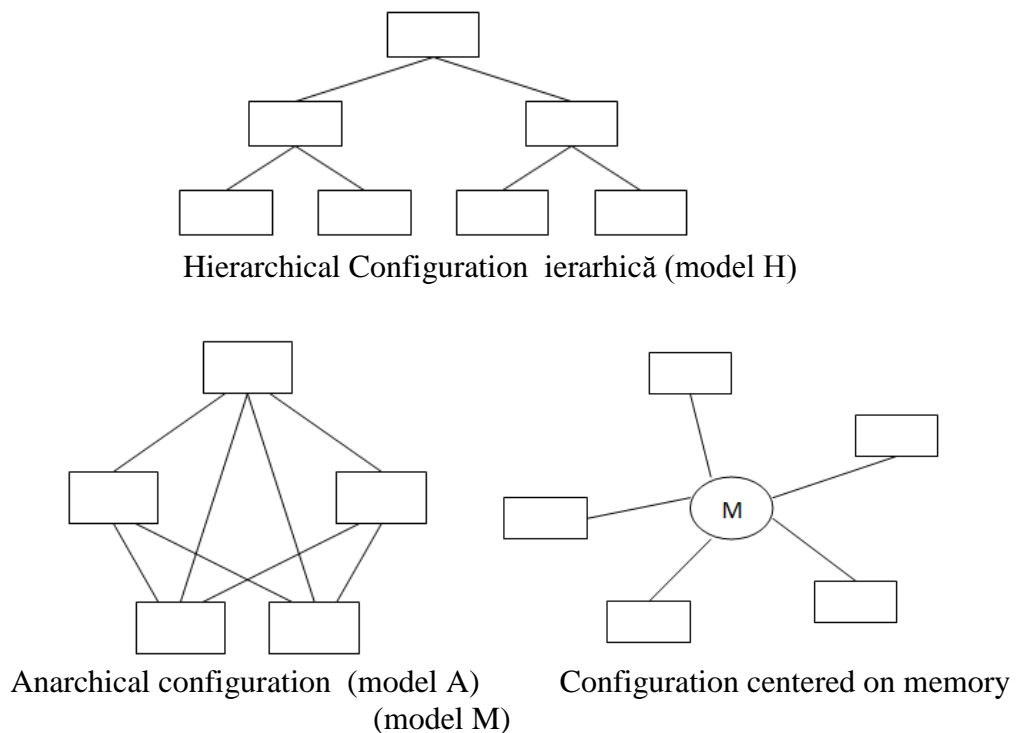 Hierarchical Configuration ierarhică (model H)
M
Anarchical configuration (model A) Configuration centered on memory
(model M)